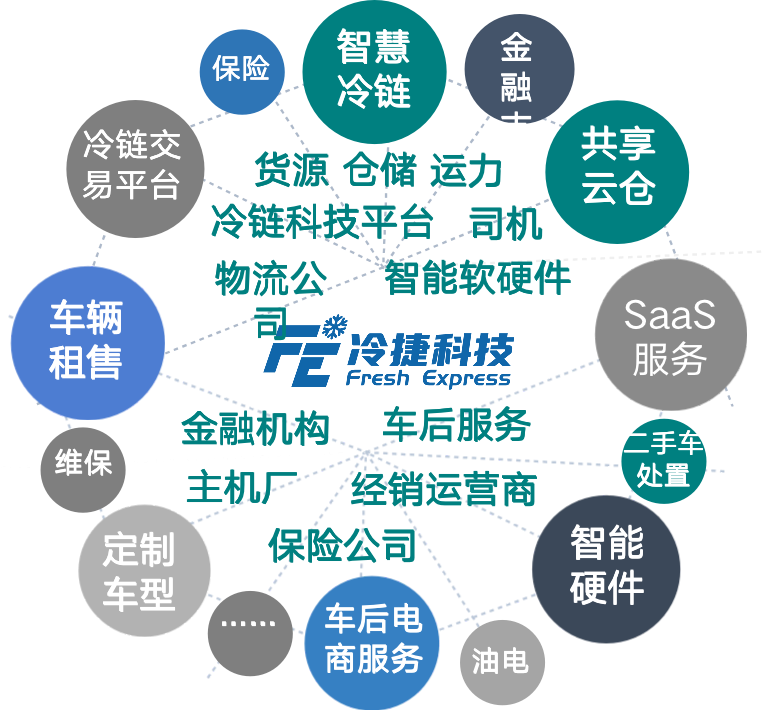 保险
智慧
冷链
金
融
冷链交
易平台
共享
云仓
货源 仓储 运力
冷链科技平台 司机
物流公
司
智能软硬件
车辆
租售
SaaS
服务
冷捷科技
Fresh Express
金融机构 车后服务
二手车
处置
维保
主机厂 经销运营商
定制
车型
保险公司
智能
硬件
……
车后电
商服务
油电